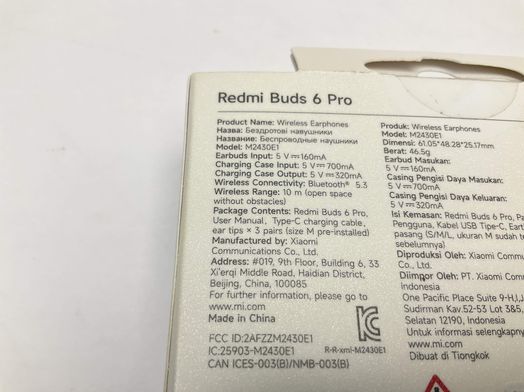 Redmi Buds 6 Pro
Product Name: Wireless Earphones
Назва: Бездротові навушники
Название: Беспроводные наушники
Model: M2430E1
Earbuds Input: 5 V⎓160mA
Charging Case Input: 5 V⎓700mA
Charging Case Output: 5 V⎓320mA
Wireless Connectivity: Bluetooth® 5.3
Wireless Range: 10 m (open space
without obstacles)
Package Contents: Redmi Buds 6 Pro,
User Manual, Type-C charging cable,
ear tips × 3 pairs (size M pre-installed)
Manufactured by: Xiaomi
Communications Co., Ltd.
Address: #019, 9th Floor, Building 6, 33
Xi'erqi Middle Road, Haidian District,
Beijing, China, 100085
For further information, please go to
www.mi.com
Made in China
FCC ID:2AFZZM2430E1
IC:25903-M2430E1
CAN ICES-003(B)/NMB-003(B)
R-R-xmI-M2430E1
Produk: Wireless Earphones
Model: M2430E1
Dimensi: 61.05*48.28*25.17mm
Berat: 46.5g
Earbud Masukan:
5 V⎓160mA
Casing Pengisi Daya Masukan:
5 V⎓700mA
Casing Pengisi Daya Keluaran:
5 V⎓320mA
Isi Kemasan: Redmi Buds 6 Pro,
Pengguna, Kabel USB Tipe-C, Eart
pasang (S/M/L, ukuran M sudah
sebelumnya)
Diproduksi Oleh: Xiaomi Commu
Co., Ltd.
Diimpor Oleh: PT. Xiaomi Com
Indonesia
One Pacific Place Suite 9-H,I,J
Sudirman Kav.52-53 Lot 3&5,
Selatan 12190, Indonesia
Untuk informasi selengkapny
www.mi.com
Dibuat di Tiongkok